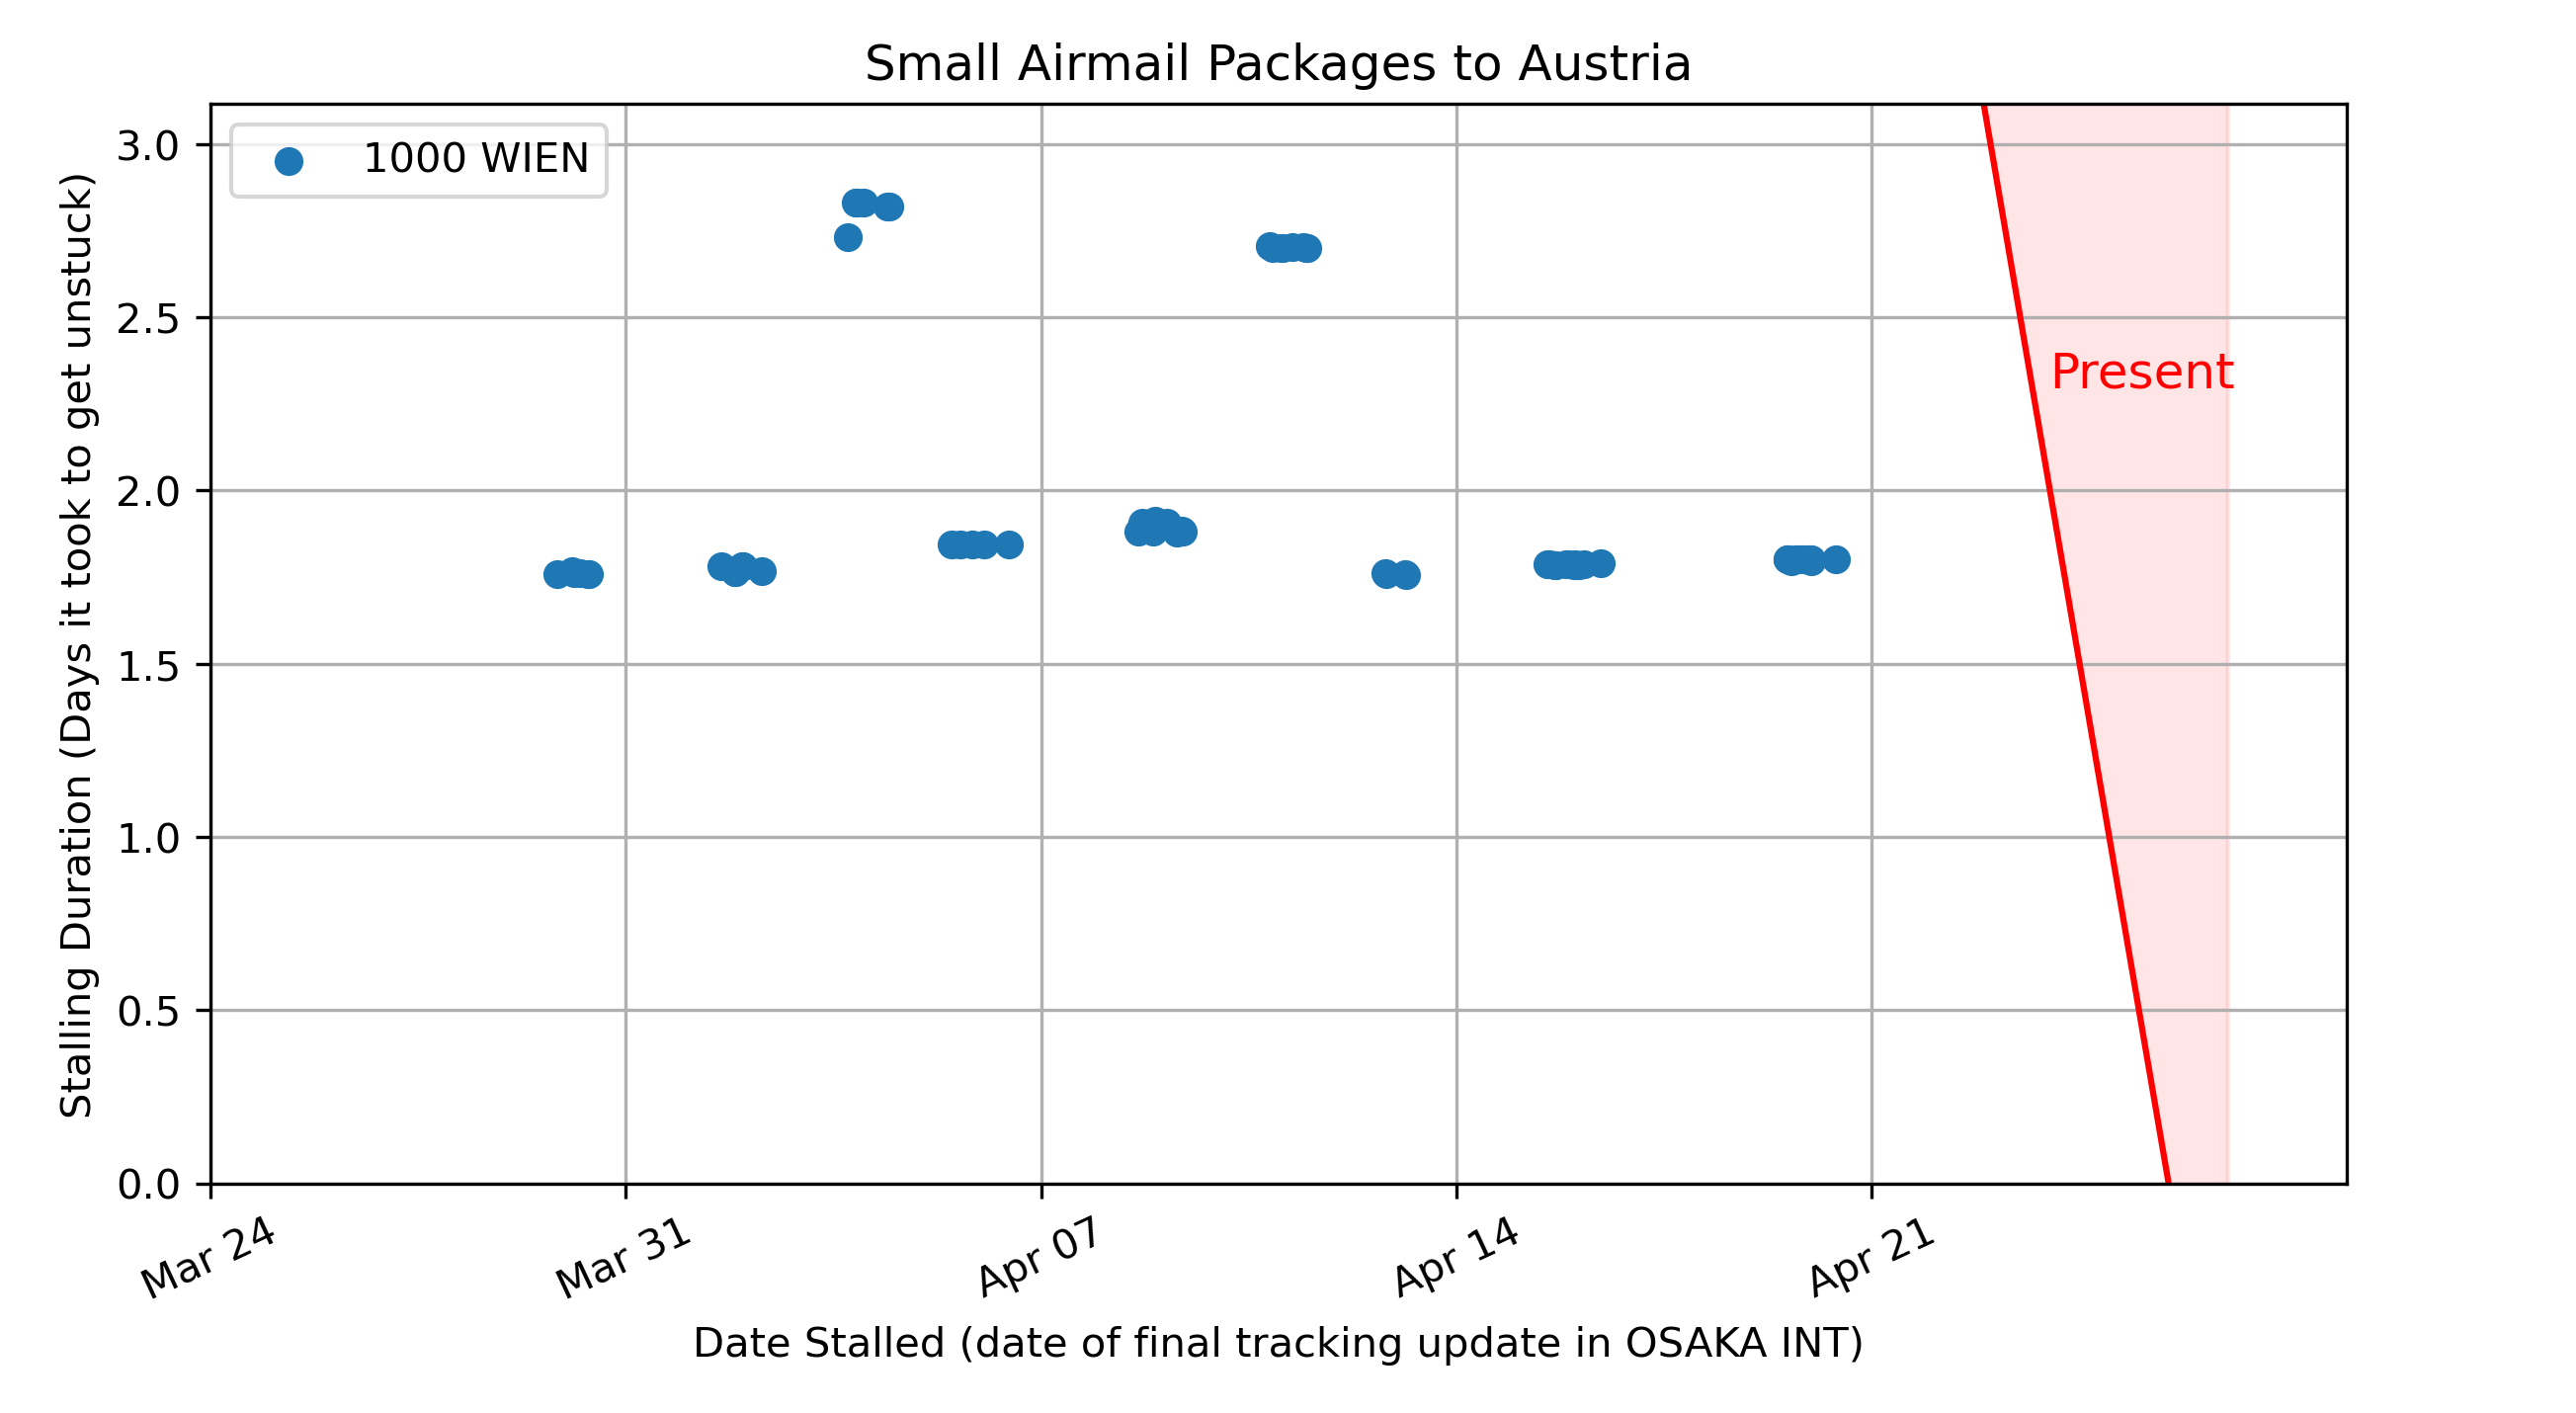 Small Airmail Packages to Austria
Stalling Duration (Days it took to get unstuck)
3.0
2.5
2.0
1.5
1.0
0.5
0.0
1000 WIEN
Present
Mar 24
Mar 31
Apr 07
Apr 14
Apr 21
Date Stalled (date of final tracking update in OSAKA INT)